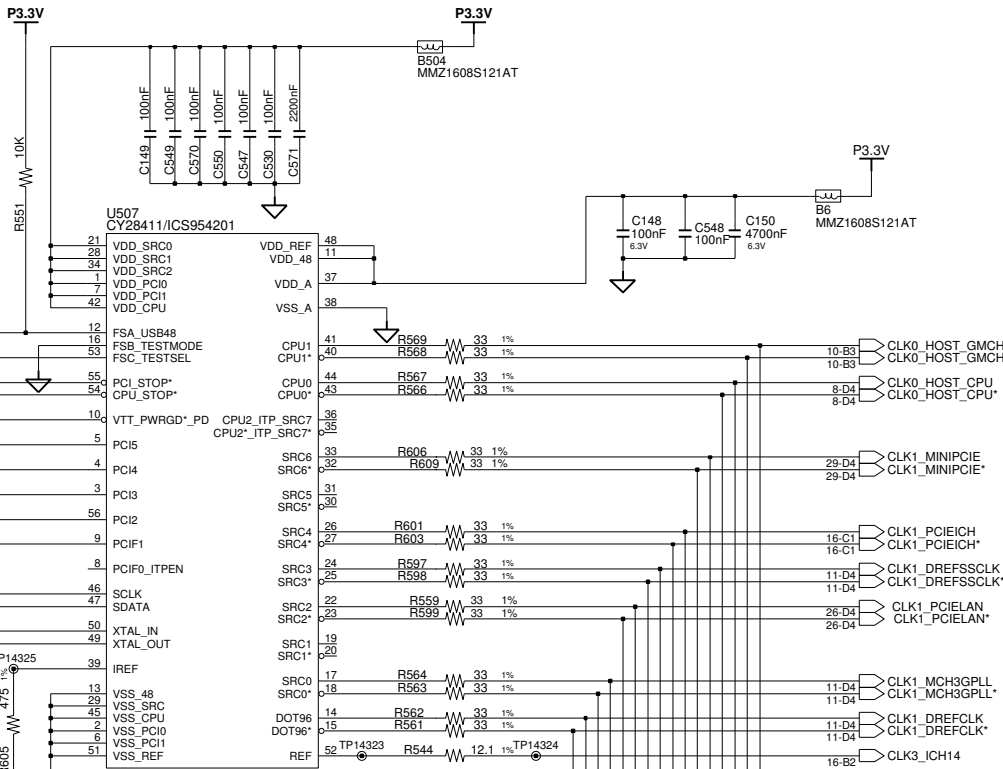 P3.3V
P3.3V
B504
MMZ1608S121AT
100nF
100nF
100nF
100nF
100nF
100nF
2200nF
C149
C549
C570
C550
C547
C530
C571
10K
R551
P3.3V
B6
MMZ1608S121AT
C148
100nF
6.3V
C548
100nF
C150
4700nF
6.3V
U507
CY28411/ICS954201
21 VDD_SRC0
28 VDD_SRC1
34 VDD_SRC2
1 VDD_PCI0
7 VDD_PCI1
42 VDD_CPU
12 FSA_USB48
16 FSB_TESTMODE
53 FSC_TESTSEL
55 PCI_STOP*
54 CPU_STOP*
10 VTT_PWRGD*_PD
5 PCI5
4 PCI4
3 PCI3
56 PCI2
9 PCIF1
8 PCIF0_ITPEN
46 SCLK
47 SDATA
50 XTAL_IN
49 XTAL_OUT
39 IREF
13 VSS_48
29 VSS_SRC
45 VSS_CPU
2 VSS_PCI0
6 VSS_PCI1
51 VSS_REF
P14325
475 1%
R605
VDD_REF 48
VDD_48 11
VDD_A 37
VSS_A 38
CPU1 41 R569 33 1% 10-B3 CLK0_HOST_GMCH
CPU1* 40 R568 33 1% 10-B3 CLK0_HOST_GMCH
CPU0 44 R567 33 1% 8-D4 CLK0_HOST_CPU
CPU0* 43 R566 33 1% 8-D4 CLK0_HOST_CPU*
CPU2_ITP_SRC7 36
CPU2*_ITP_SRC7* 35
SRC6 33 R606 33 1% 29-D4 CLK1_MINIPCIE
SRC6* 32 R609 33 1% 29-D4 CLK1_MINIPCIE*
SRC5 31
SRC5* 30
SRC4 26 R601 33 1% 16-C1 CLK1_PCIEICH
SRC4* 27 R603 33 1% 16-C1 CLK1_PCIEICH*
SRC3 24 R597 33 1% 11-D4 CLK1_DREFSSCLK
SRC3* 25 R598 33 1% 11-D4 CLK1_DREFSSCLK*
SRC2 22 R559 33 1% 26-D4 CLK1_PCIELAN
SRC2* 23 R599 33 1% 26-D4 CLK1_PCIELAN*
SRC1 19
SRC1* 20
SRC0 17 R564 33 1% 11-D4 CLK1_MCH3GPLL
SRC0* 18 R563 33 1% 11-D4 CLK1_MCH3GPLL*
DOT96 14 R562 33 1% 11-D4 CLK1_DREFCLK
DOT96* 15 R561 33 1% 11-D4 CLK1_DREFCLK*
REF 52 TP14323 R544 12.1 1% TP14324 16-B2 CLK3_ICH14